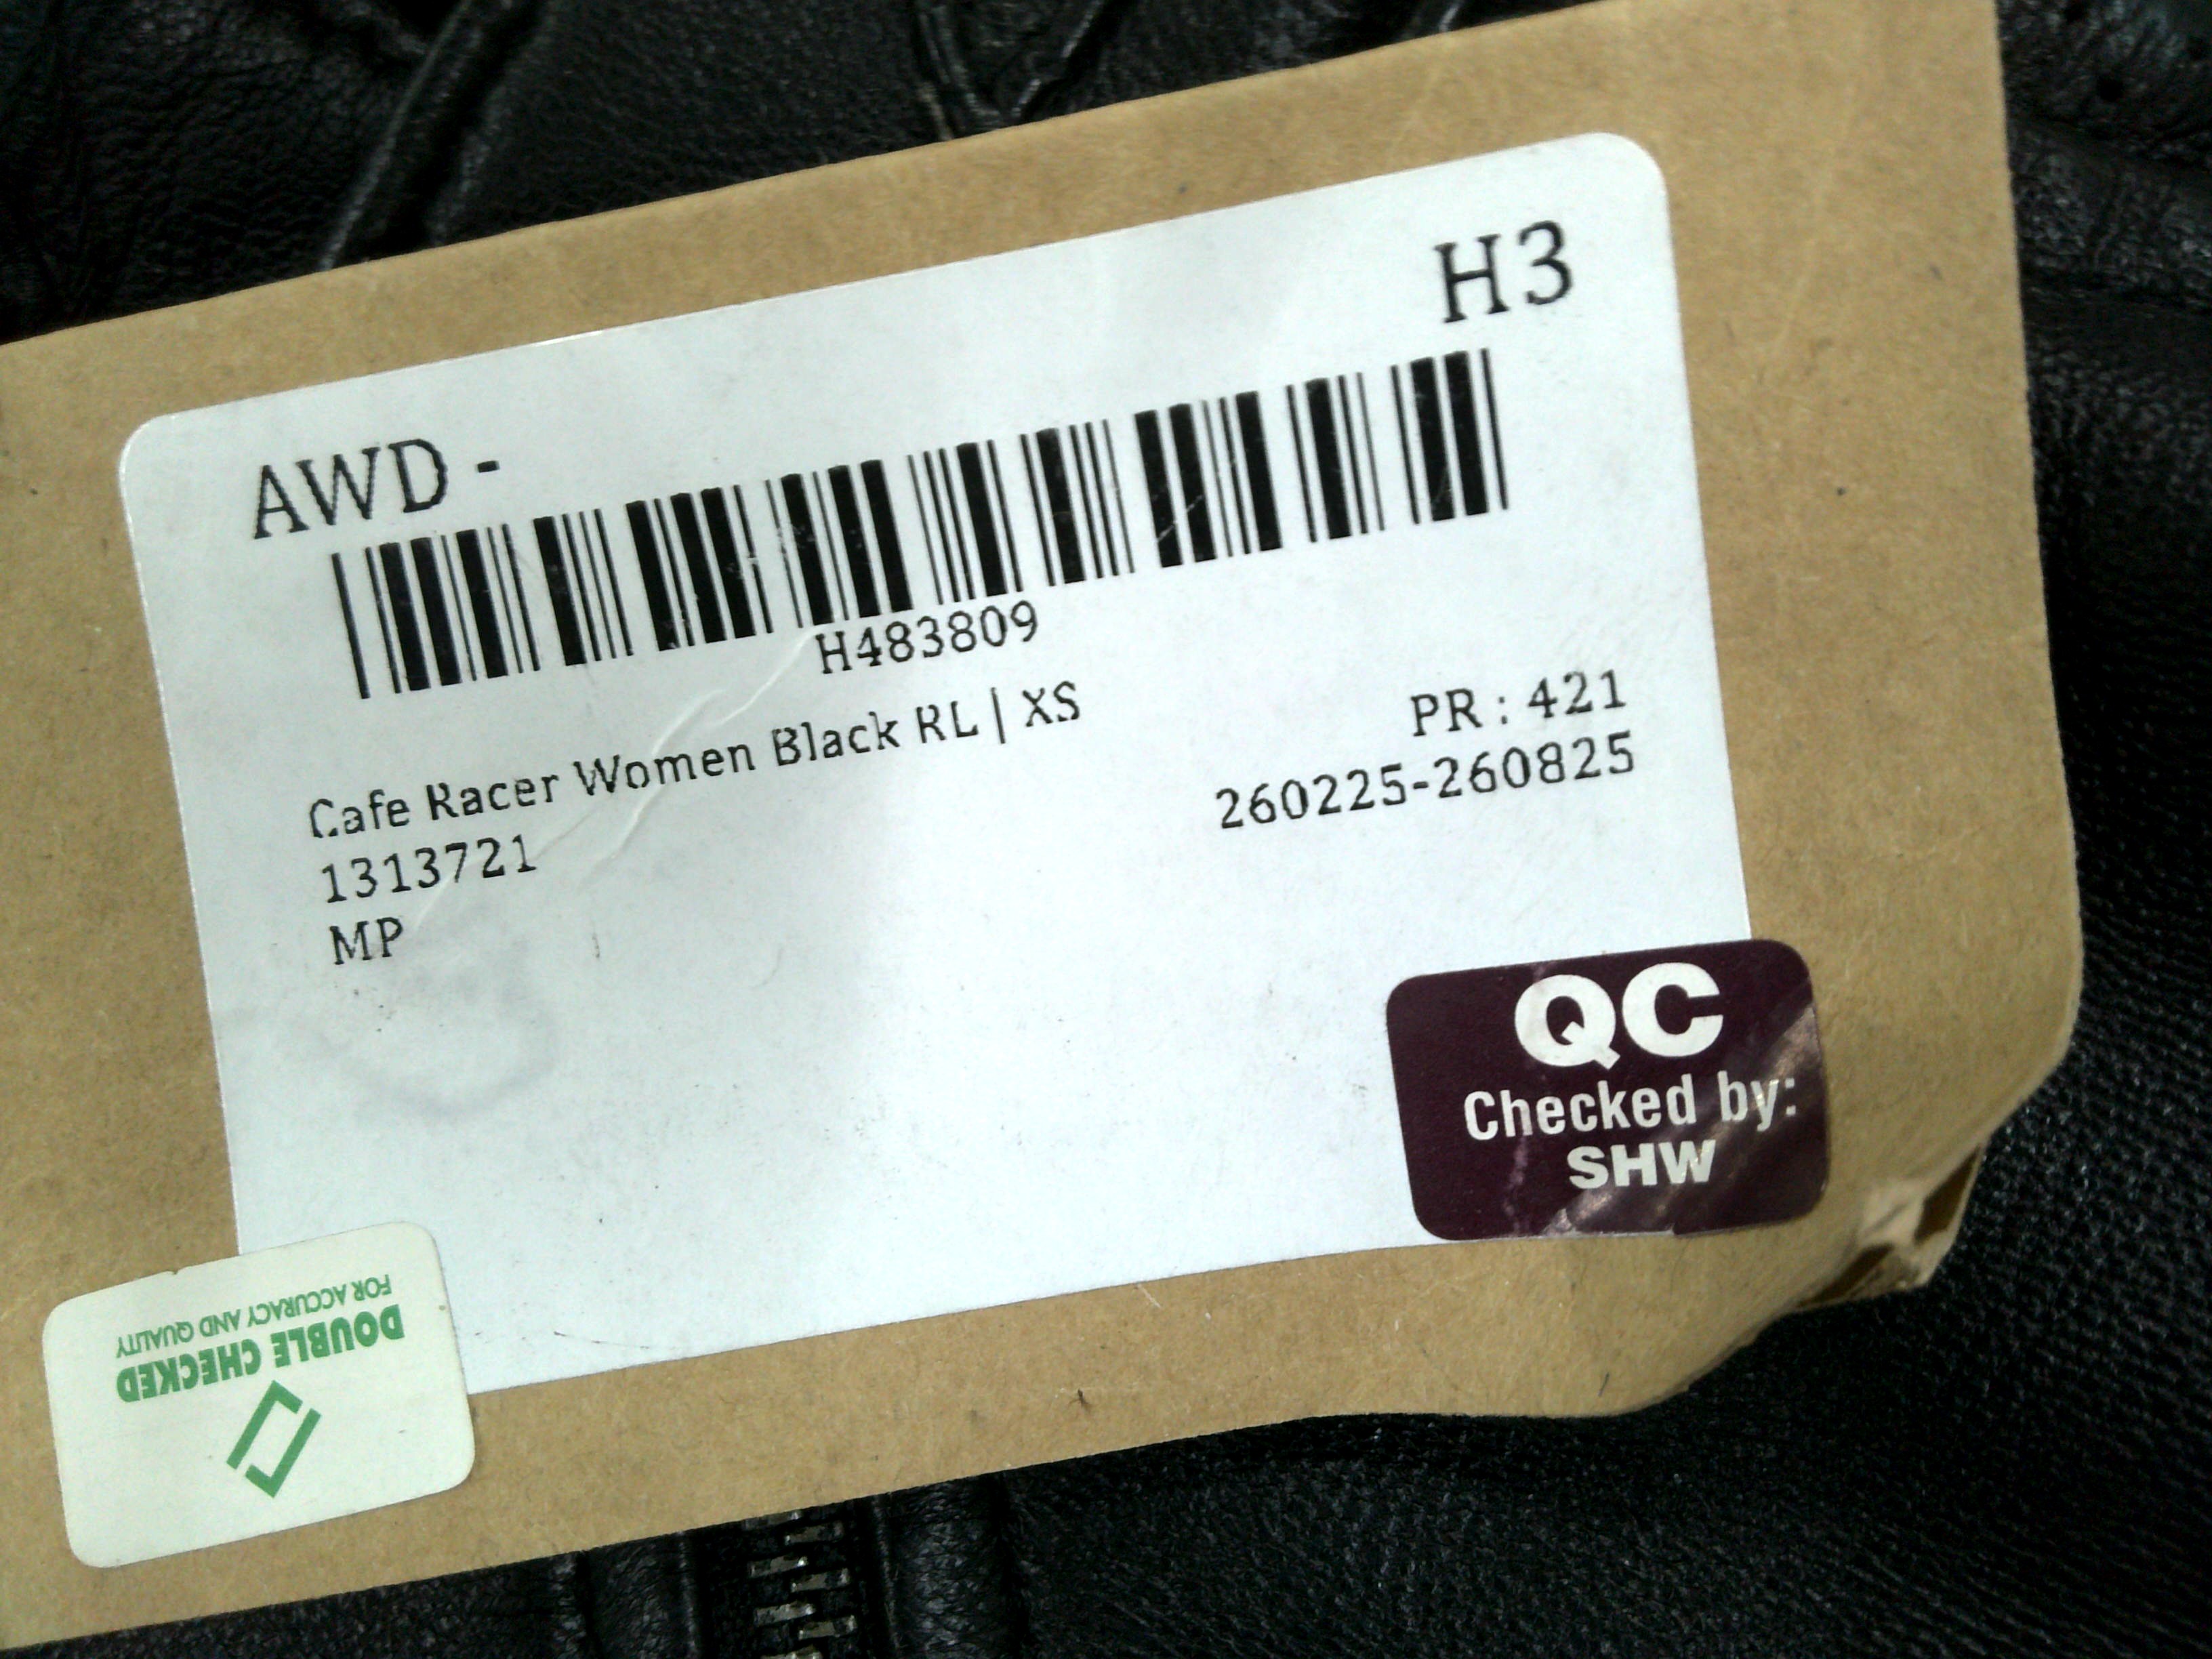 H3
AWD -
H483809
Cafe Racer Women Black RL | XS
PR : 421
1313721
260225-260825
MP
QC
Checked by:
SHW
DOUBLE CHECKED
FOR ACCURACY AND QUALITY